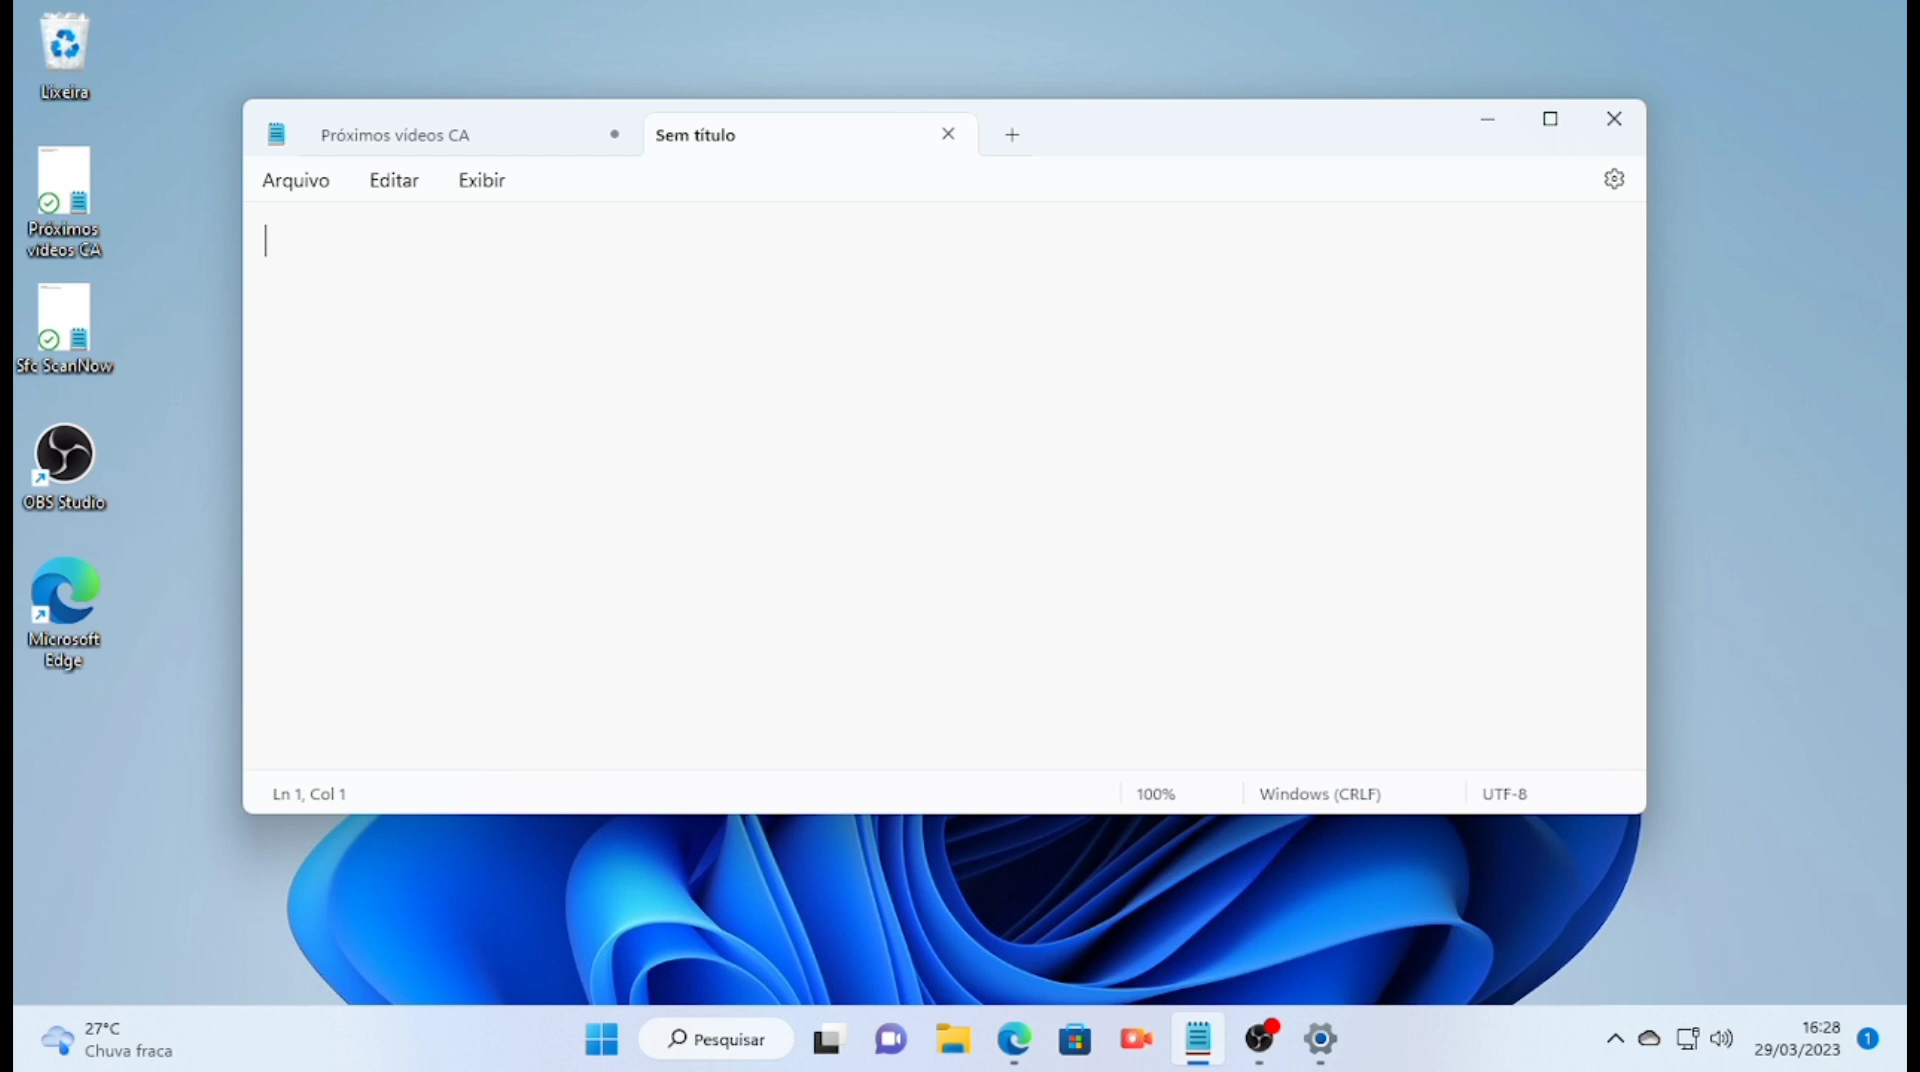 Lixeira
Próximos
vídeos CA
Sfc ScanNow
OBS Studio
Microsoft
Edge
Próximos vídeos CA
Sem título
Arquivo
Editar
Exibir
Ln 1, Col 1
100%
Windows (CRLF)
UTF-8
27°C
Chuva fraca
Pesquisar
16:28
29/03/2023
1